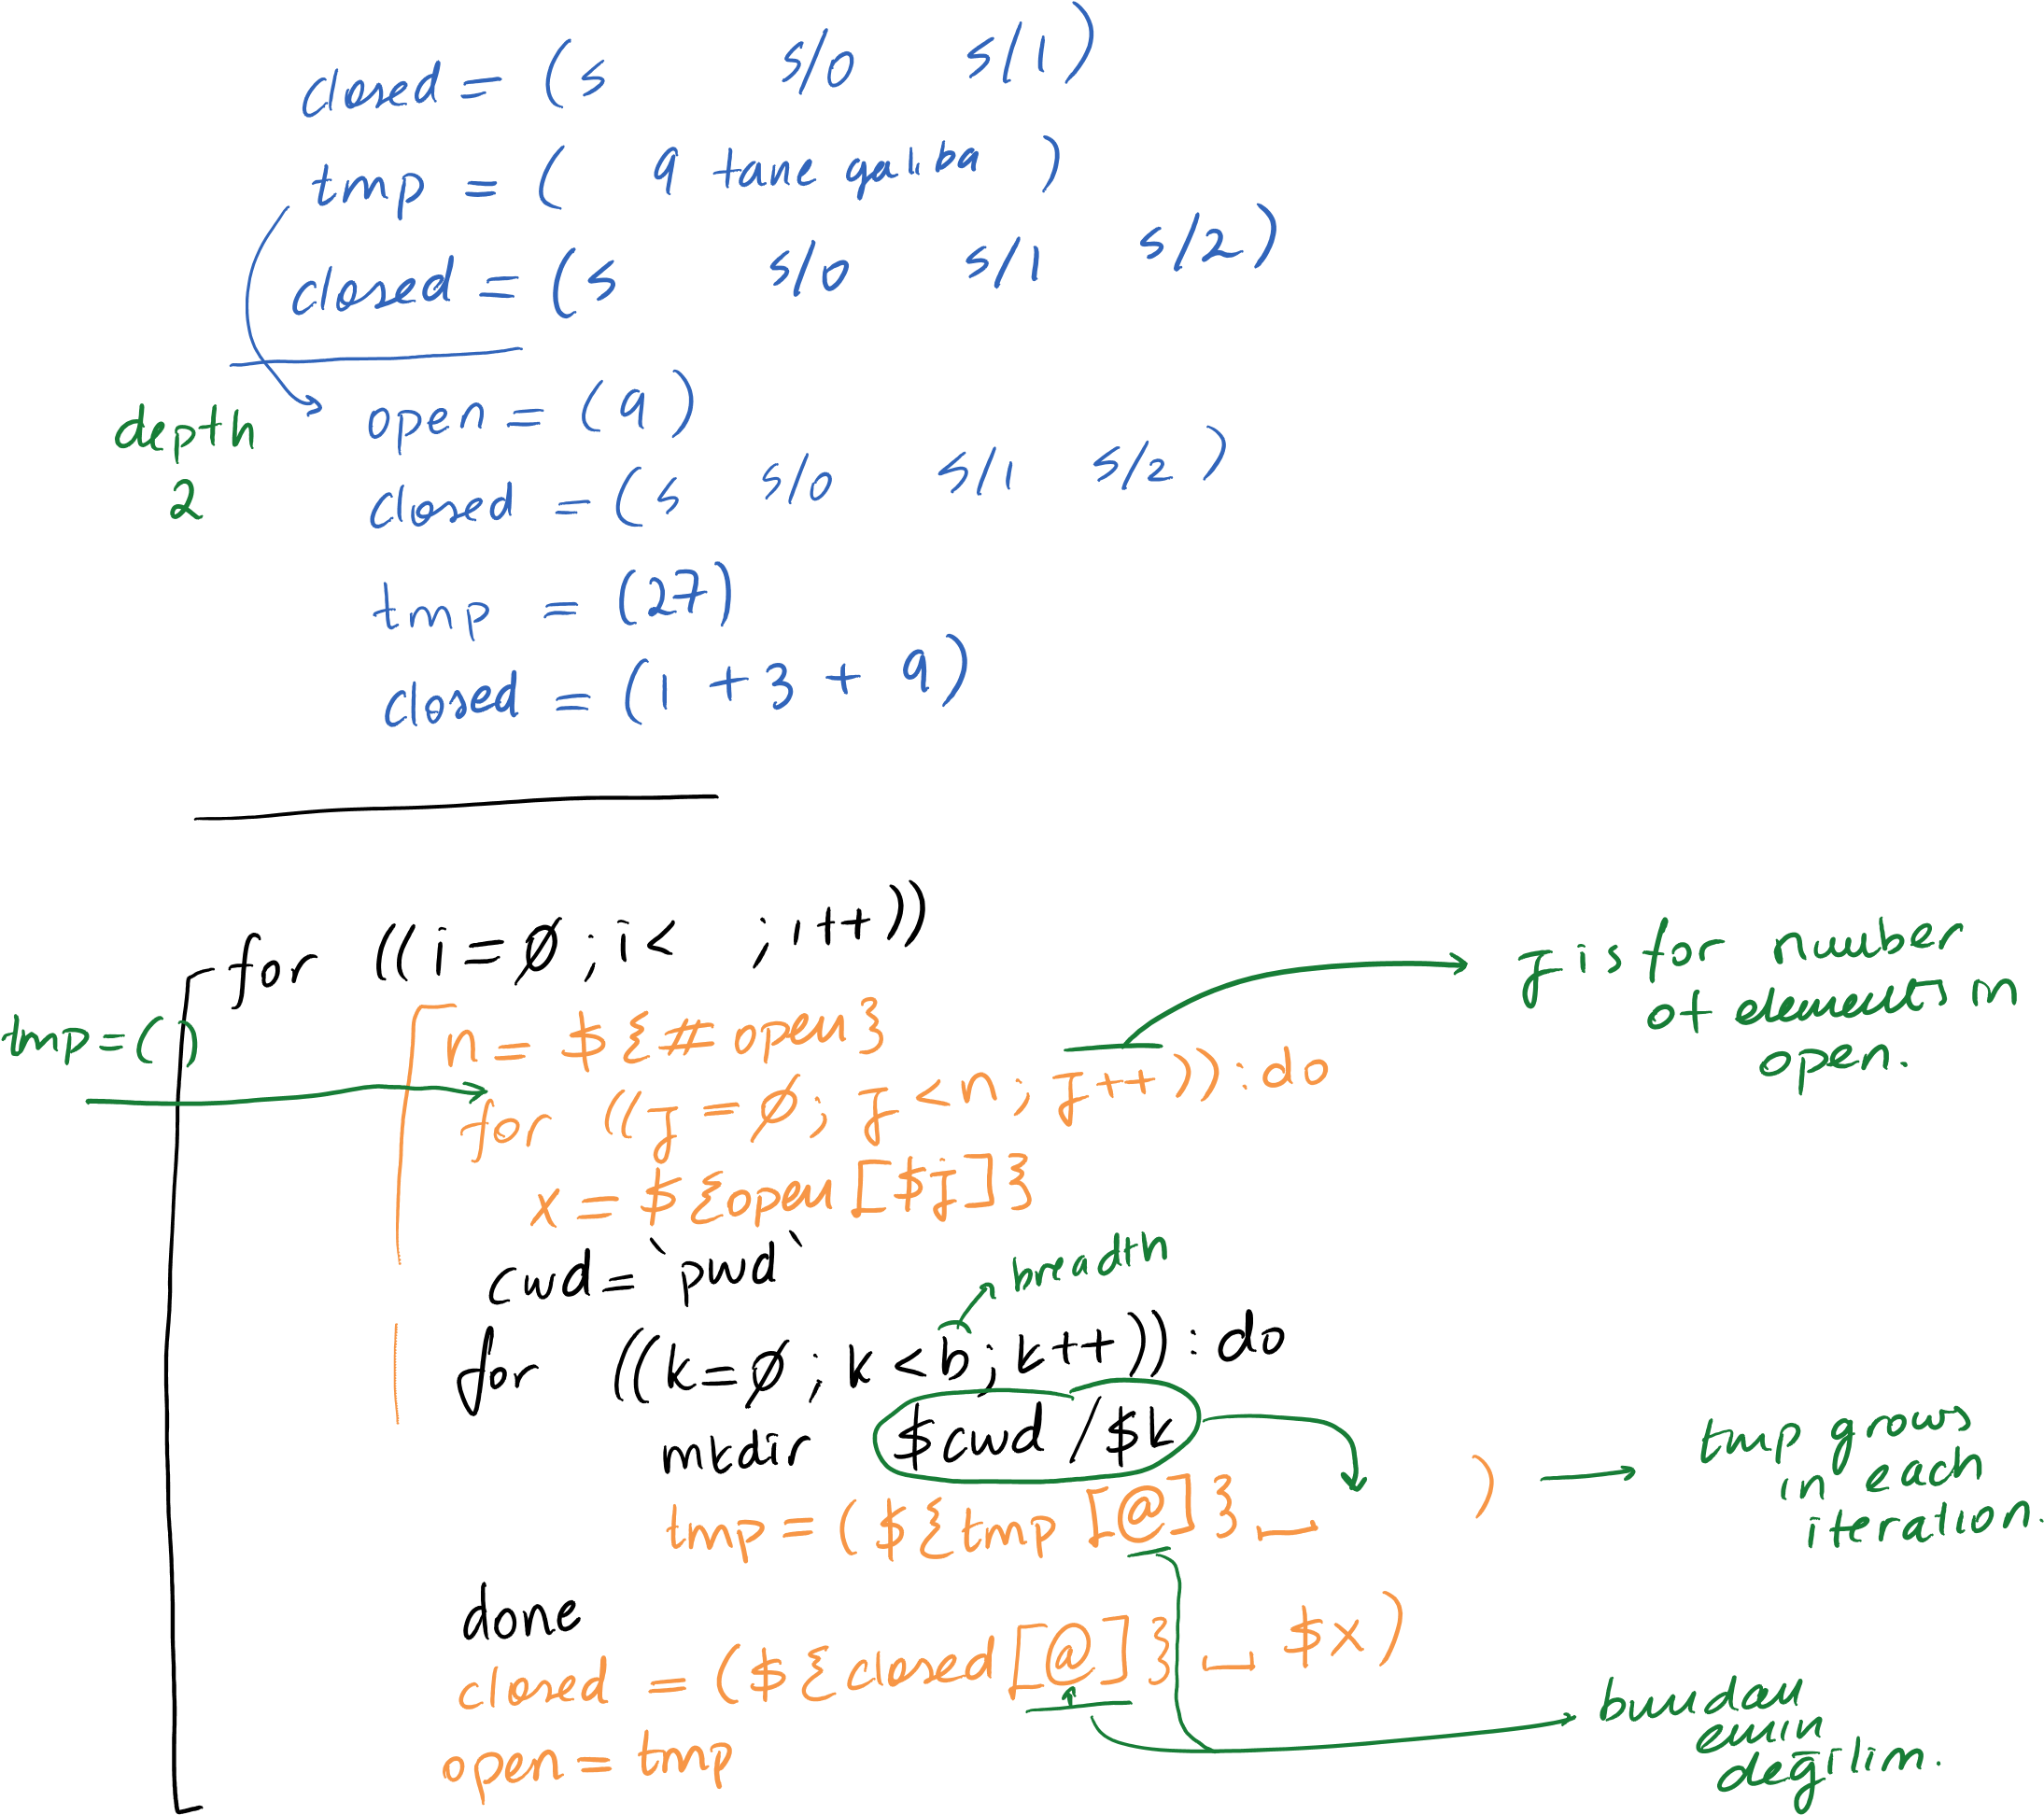 closed = (s s/0 s/1)
tmp = ( 9 tane galiba )
closed = (s s/0 s/1 s/2)
depth
2
open = (9)
closed = (s s/0 s/1 s/2)
tmp = (27)
closed = (1 + 3 + 9)
for ((i=0; i< ; i++))
tmp=()
n = ${# open}
for ((j=0; j<n; j++)): do
j is for number
of elements in
open.
x = ${open[$j]}
cwd = `pwd`
breadth
for ((k=0; k<b; k++)): do
mkdir $cwd/$k
tmp = (${tmp[@]}_ )
tmp grows
in each
iteration.
done
closed = (${closed[@]}_ $x)
open = tmp
bundan
emin
degilim.